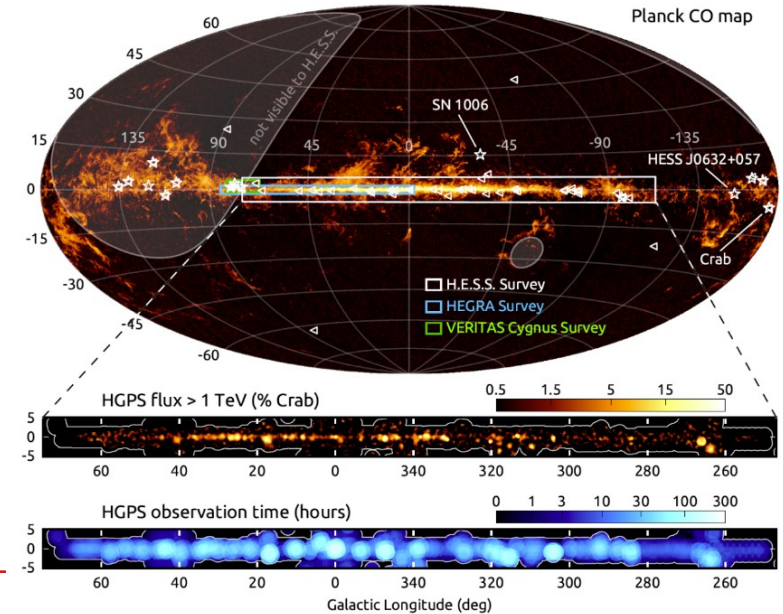 Planck CO map
60
45
30
15
0
-15
-30
-45
-60
135
90
45
0
-45
-90
-135
not visible to H.E.S.S.
SN 1006
HESS J0632+057
Crab
H.E.S.S. Survey
HEGRA Survey
VERITAS Cygnus Survey
HGPS flux > 1 TeV (% Crab)
0.5 1.5 5 15 50
5
0
-5
60 40 20 0 340 320 300 280 260
HGPS observation time (hours)
0 1 3 10 30 100 300
5
0
-5
60 40 20 0 340 320 300 280 260
Galactic Longitude (deg)